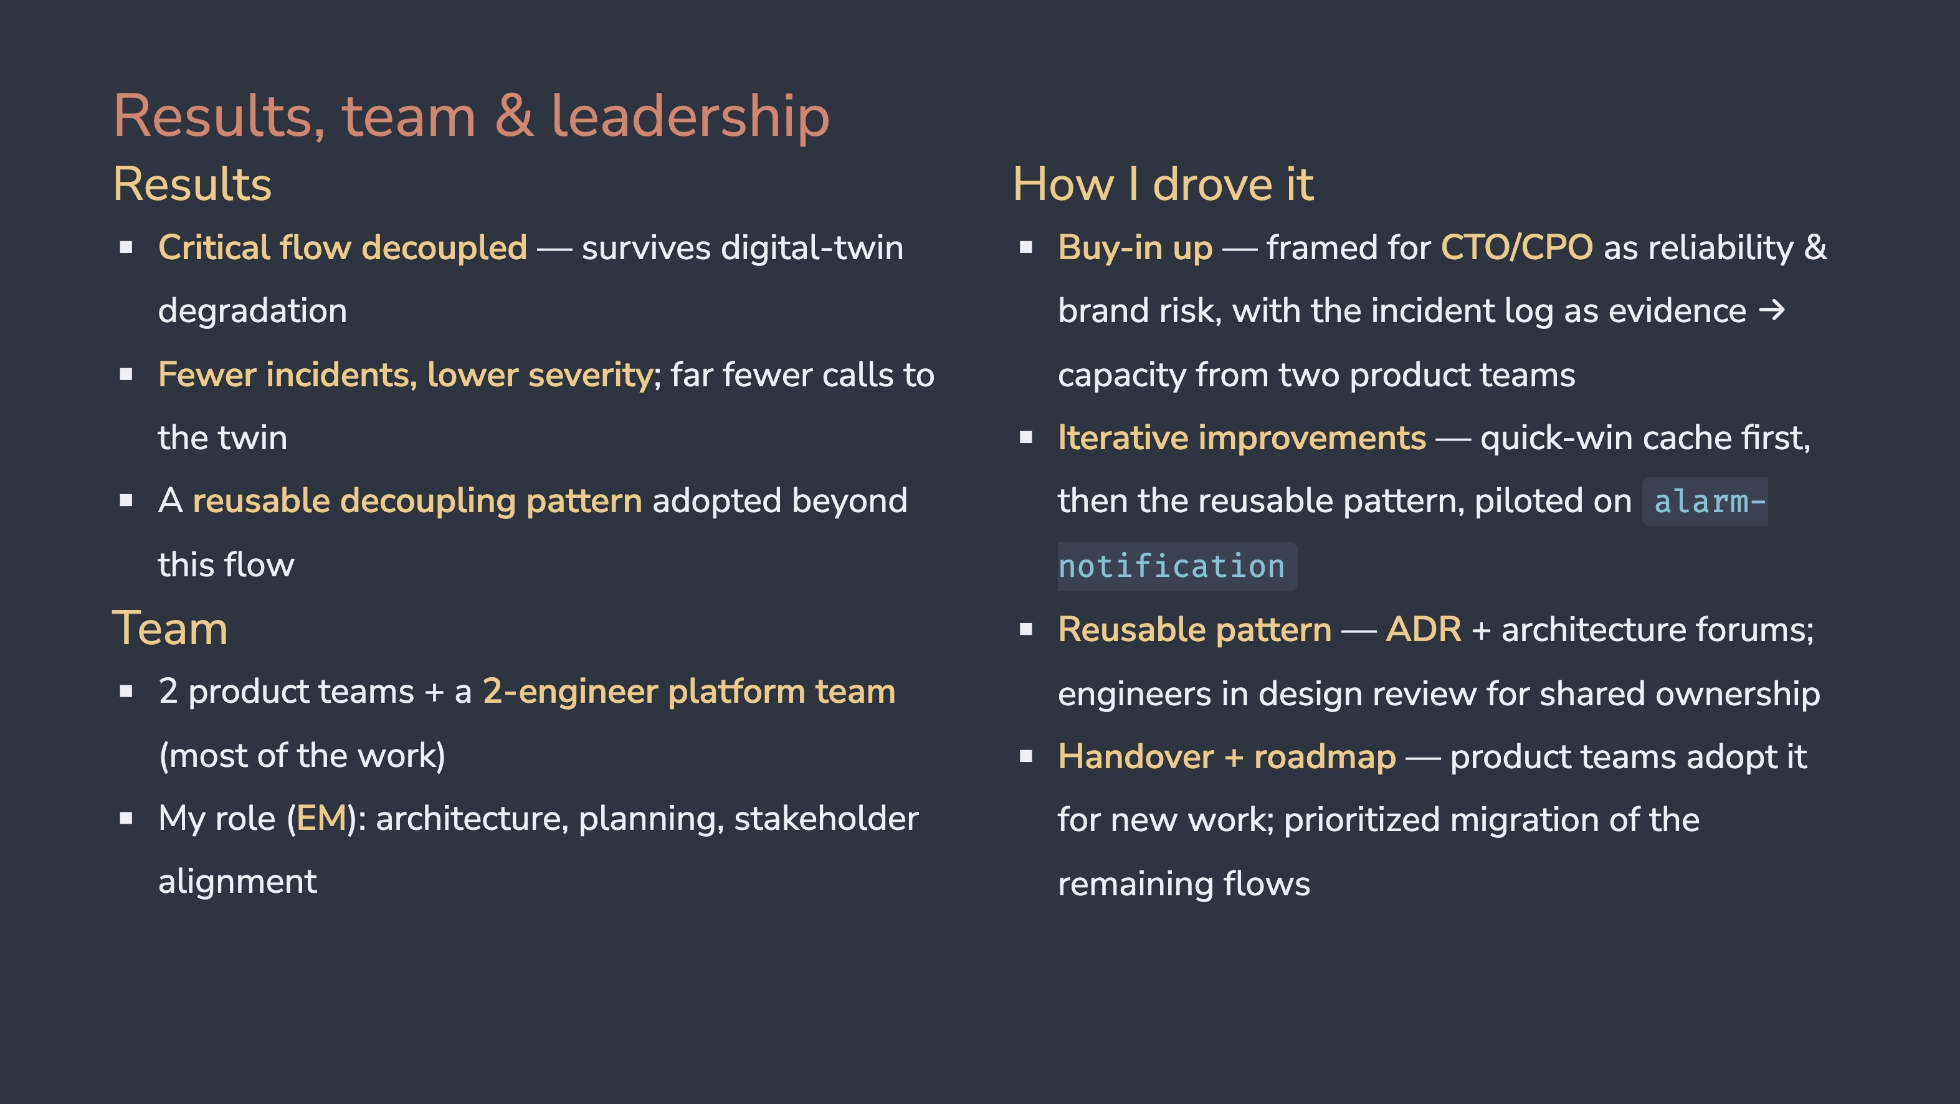 Results, team & leadership
Results
▪ Critical flow decoupled — survives digital-twin
degradation
▪ Fewer incidents, lower severity; far fewer calls to
the twin
▪ A reusable decoupling pattern adopted beyond
this flow
Team
▪ 2 product teams + a 2-engineer platform team
(most of the work)
▪ My role (EM): architecture, planning, stakeholder
alignment
How I drove it
▪ Buy-in up — framed for CTO/CPO as reliability &
brand risk, with the incident log as evidence →
capacity from two product teams
▪ Iterative improvements — quick-win cache first,
then the reusable pattern, piloted on alarm-
notification
▪ Reusable pattern — ADR + architecture forums;
engineers in design review for shared ownership
▪ Handover + roadmap — product teams adopt it
for new work; prioritized migration of the
remaining flows